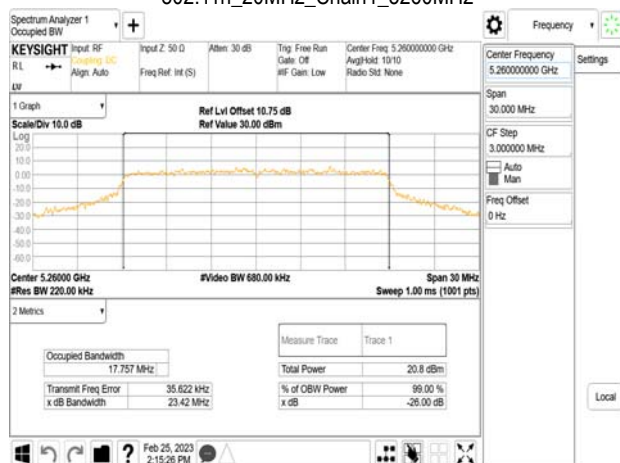 802.11n_20MHz_Chain1_5260MHz
Spectrum Analyzer 1
Occupied BW
KEYSIGHT
RL
Input: RF
Coupling: DC
Align: Auto
Input Z: 50 Ω
Freq Ref: Int (S)
Atten: 30 dB
Trig: Free Run
Gate: Off
#IF Gain: Low
Center Freq: 5.260000000 GHz
Avg|Hold: 10/10
Radio Std: None
Frequency
Settings
Center Frequency
5.260000000 GHz
Span
30.000 MHz
CF Step
3.000000 MHz
Auto
Man
Freq Offset
0 Hz
Local
1 Graph
Scale/Div 10.0 dB
Ref Lvl Offset 10.75 dB
Ref Value 30.00 dBm
Log
20.0
10.0
0.00
-10.0
-20.0
-30.0
-40.0
-50.0
-60.0
Center 5.26000 GHz
#Res BW 220.00 kHz
#Video BW 680.00 kHz
Span 30 MHz
Sweep 1.00 ms (1001 pts)
2 Metrics
Measure Trace
Trace 1
Occupied Bandwidth
17.757 MHz
Total Power
20.8 dBm
Transmit Freq Error
35.622 kHz
% of OBW Power
99.00 %
x dB Bandwidth
23.42 MHz
x dB
-26.00 dB
Feb 25, 2023
2:15:26 PM